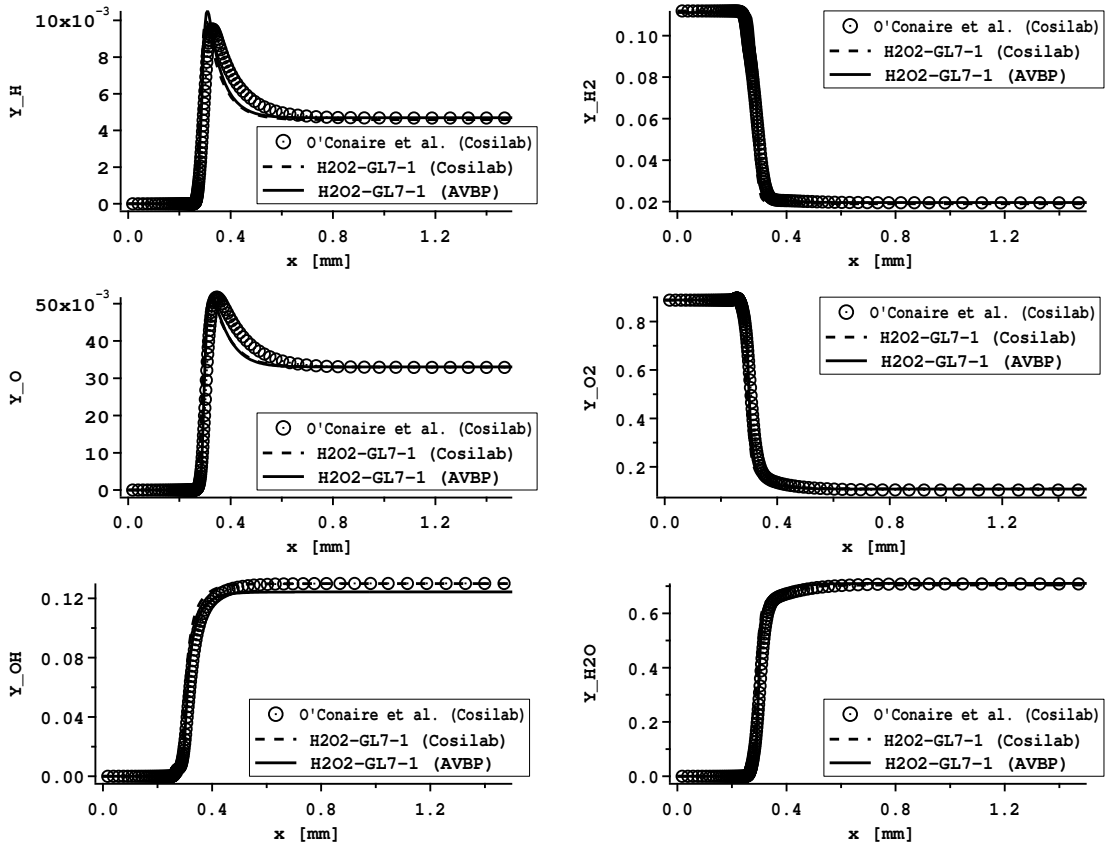 10x10⁻³
8
6
4
2
0
Y_H
O'Conaire et al. (Cosilab)
H2O2-GL7-1 (Cosilab)
H2O2-GL7-1 (AVBP)
0.0 0.4 0.8 1.2
x [mm]
0.10
0.08
0.06
0.04
0.02
Y_H2
O'Conaire et al. (Cosilab)
H2O2-GL7-1 (Cosilab)
H2O2-GL7-1 (AVBP)
0.0 0.4 0.8 1.2
x [mm]
50x10⁻³
40
30
20
10
0
Y_O
O'Conaire et al. (Cosilab)
H2O2-GL7-1 (Cosilab)
H2O2-GL7-1 (AVBP)
0.0 0.4 0.8 1.2
x [mm]
0.8
0.6
0.4
0.2
Y_O2
O'Conaire et al. (Cosilab)
H2O2-GL7-1 (Cosilab)
H2O2-GL7-1 (AVBP)
0.0 0.4 0.8 1.2
x [mm]
0.12
0.08
0.04
0.00
Y_OH
O'Conaire et al. (Cosilab)
H2O2-GL7-1 (Cosilab)
H2O2-GL7-1 (AVBP)
0.0 0.4 0.8 1.2
x [mm]
0.6
0.4
0.2
0.0
Y_H2O
O'Conaire et al. (Cosilab)
H2O2-GL7-1 (Cosilab)
H2O2-GL7-1 (AVBP)
0.0 0.4 0.8 1.2
x [mm]